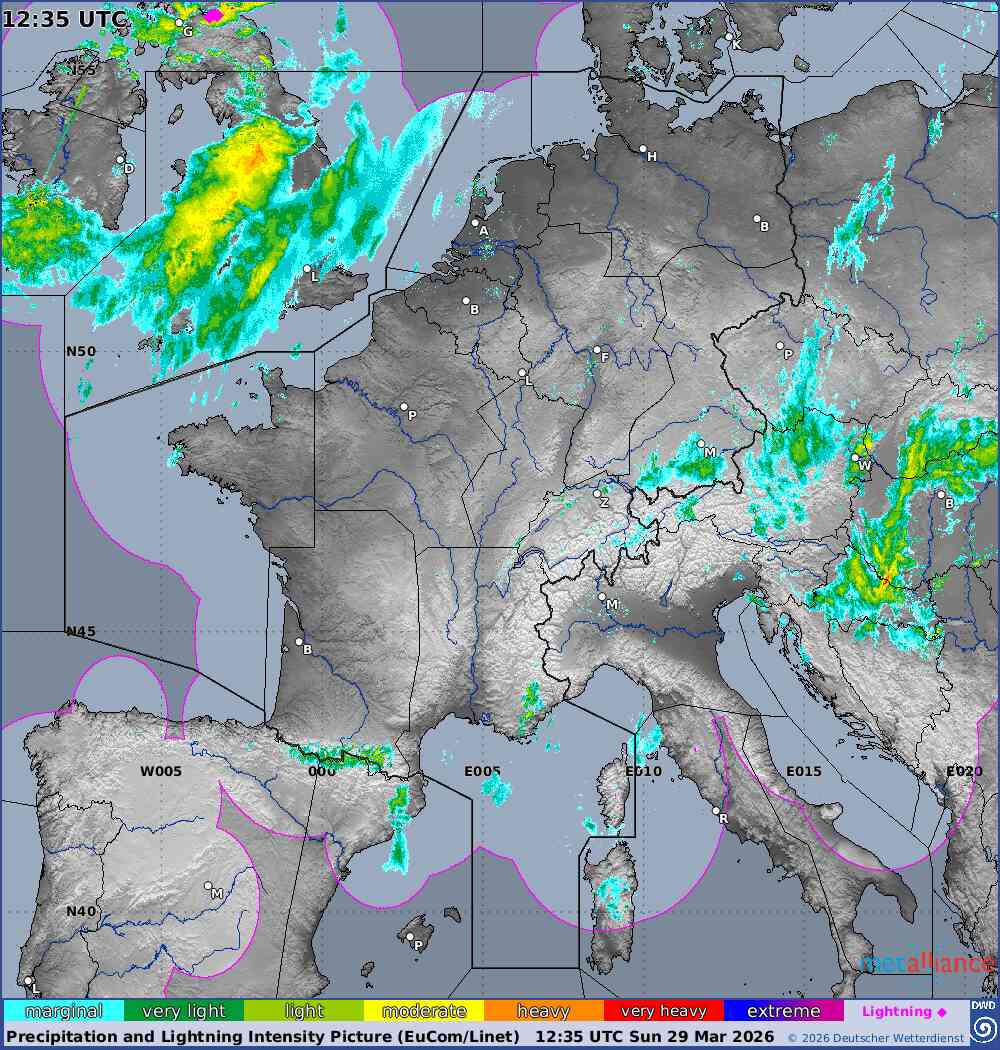 12:35 UTC
G
K
N55
D
H
A
B
L
B
N50
P
F
L
P
M
W
Z
B
M
N45
B
W005
000
E005
E010
E015
E020
R
M
N40
P
L
metalliance
marginal very light light moderate heavy very heavy extreme Lightning ◆
DWD
Precipitation and Lightning Intensity Picture (EuCom/Linet) 12:35 UTC Sun 29 Mar 2026 © 2026 Deutscher Wetterdienst